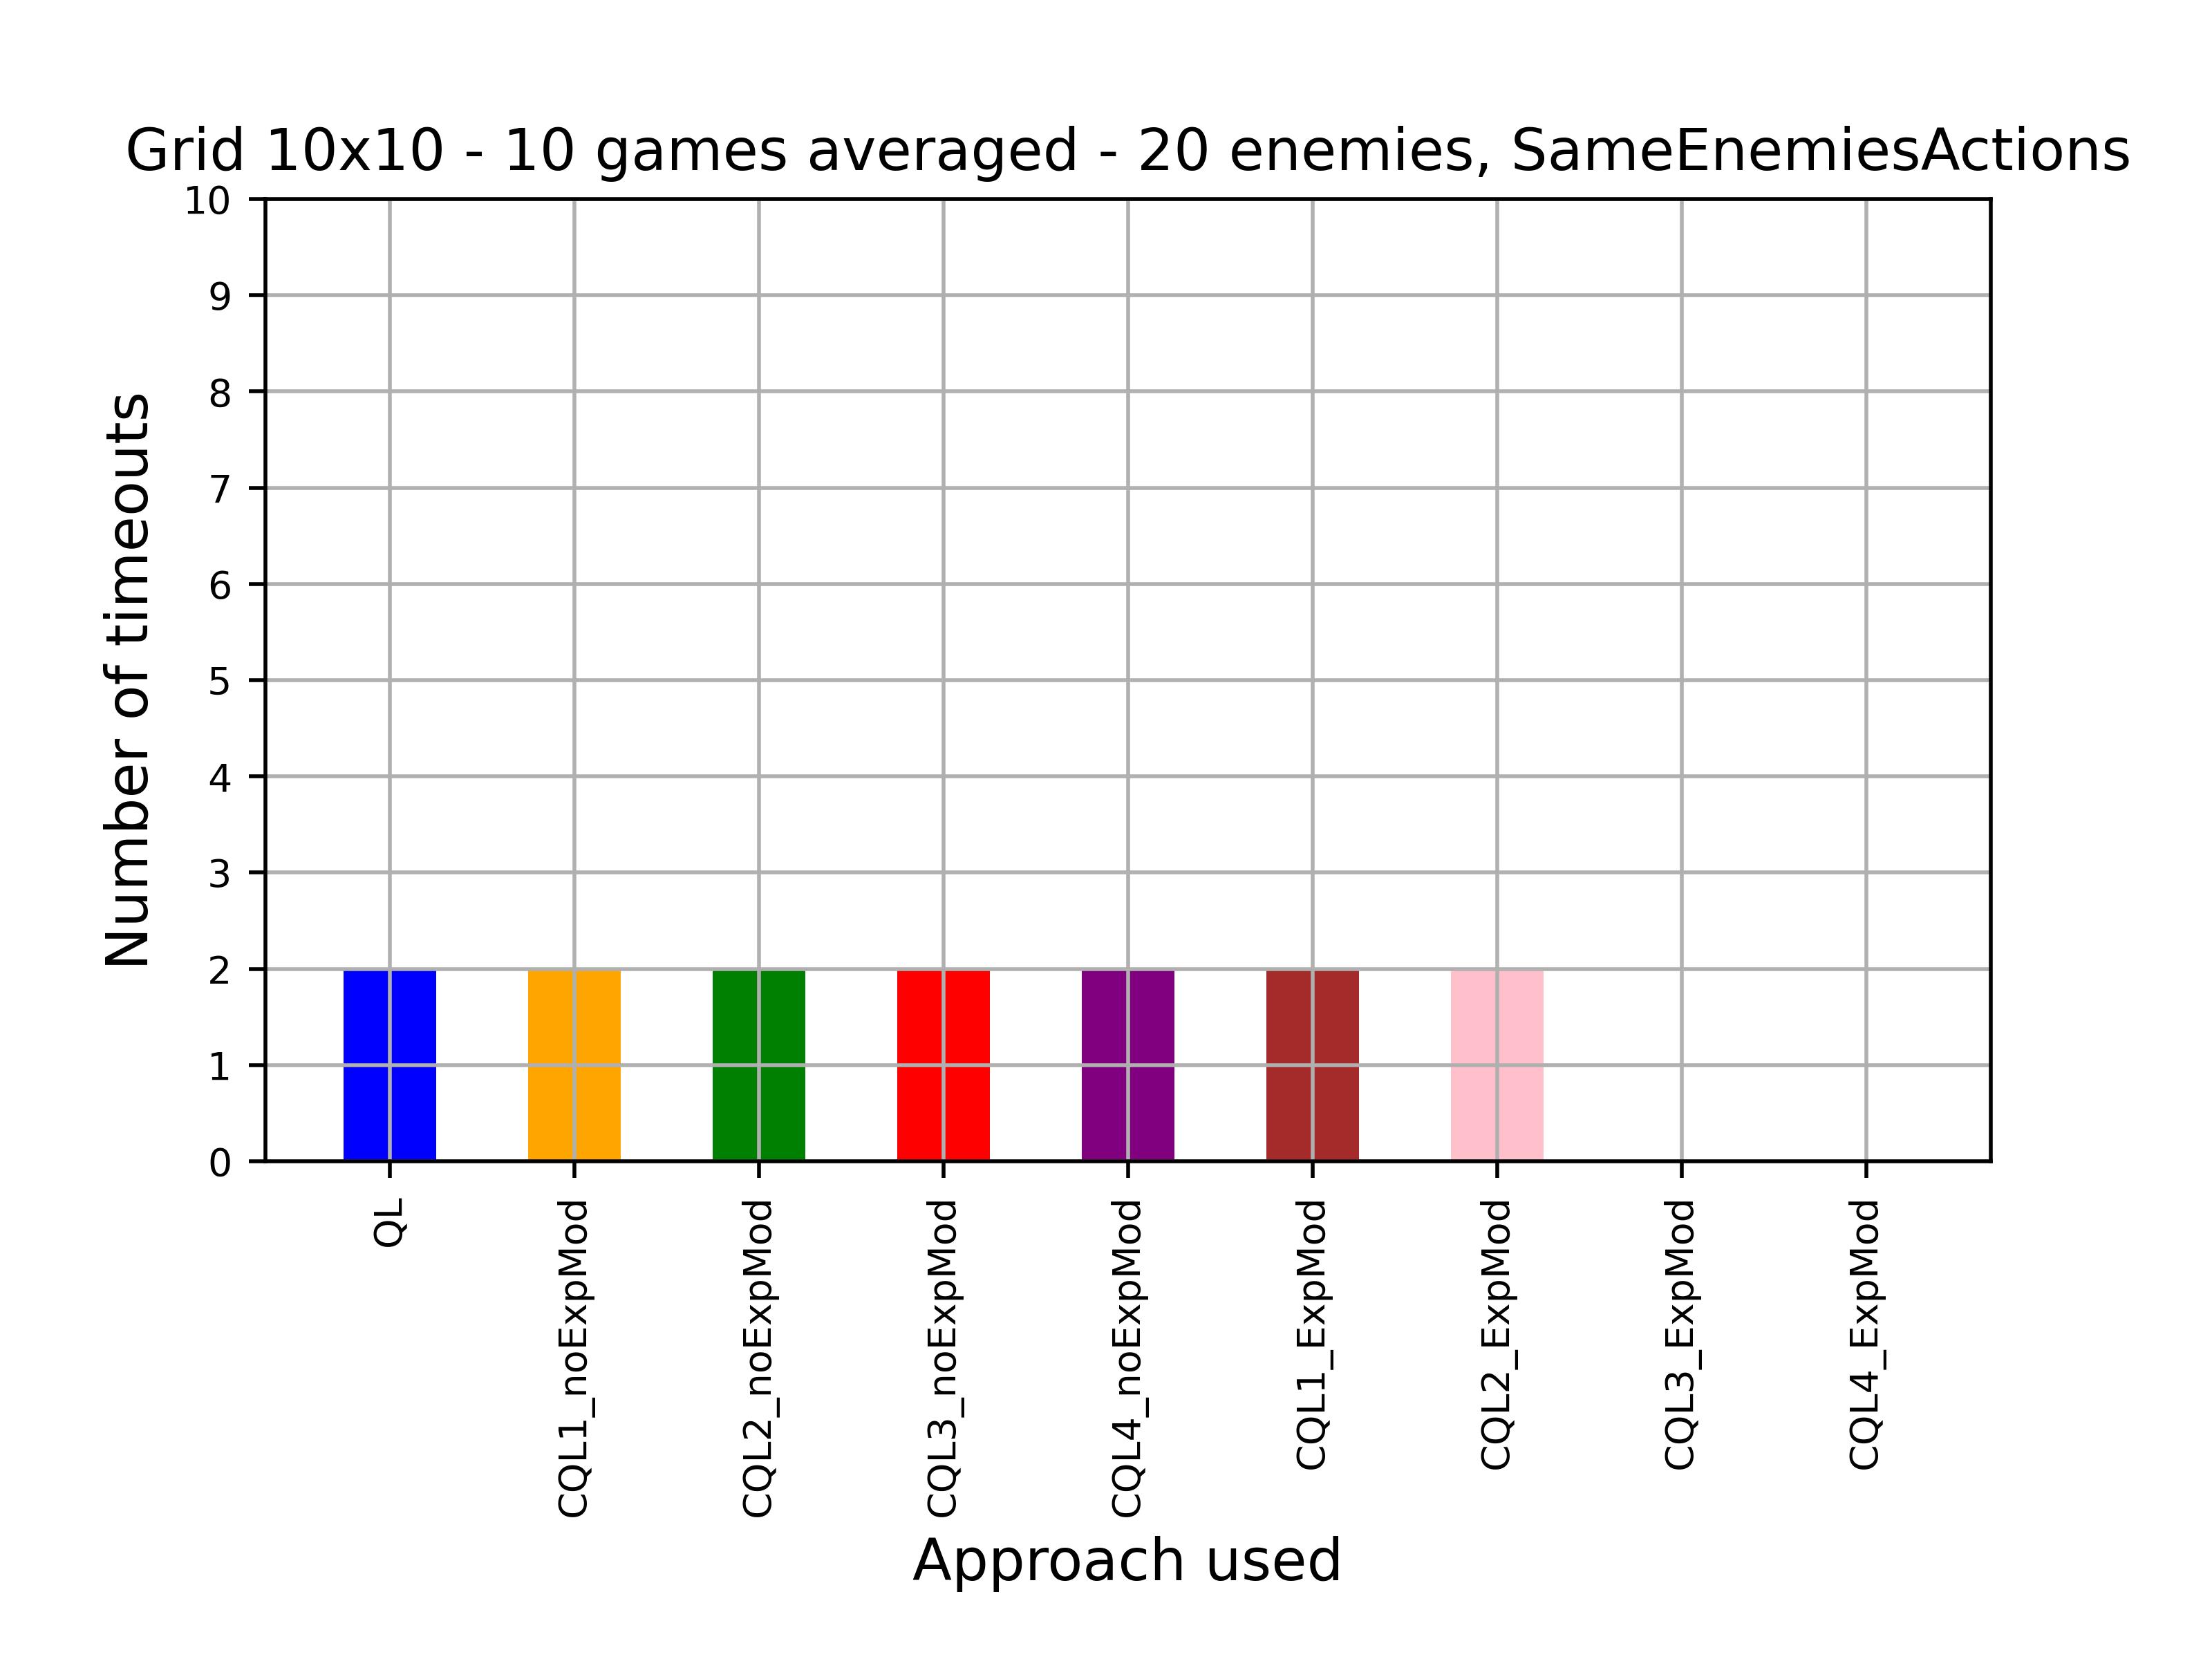 Grid 10x10 - 10 games averaged - 20 enemies, SameEnemiesActions
Number of timeouts
10
9
8
7
6
5
4
3
2
1
0
QL
CQL1_noExpMod
CQL2_noExpMod
CQL3_noExpMod
CQL4_noExpMod
CQL1_ExpMod
CQL2_ExpMod
CQL3_ExpMod
CQL4_ExpMod
Approach used